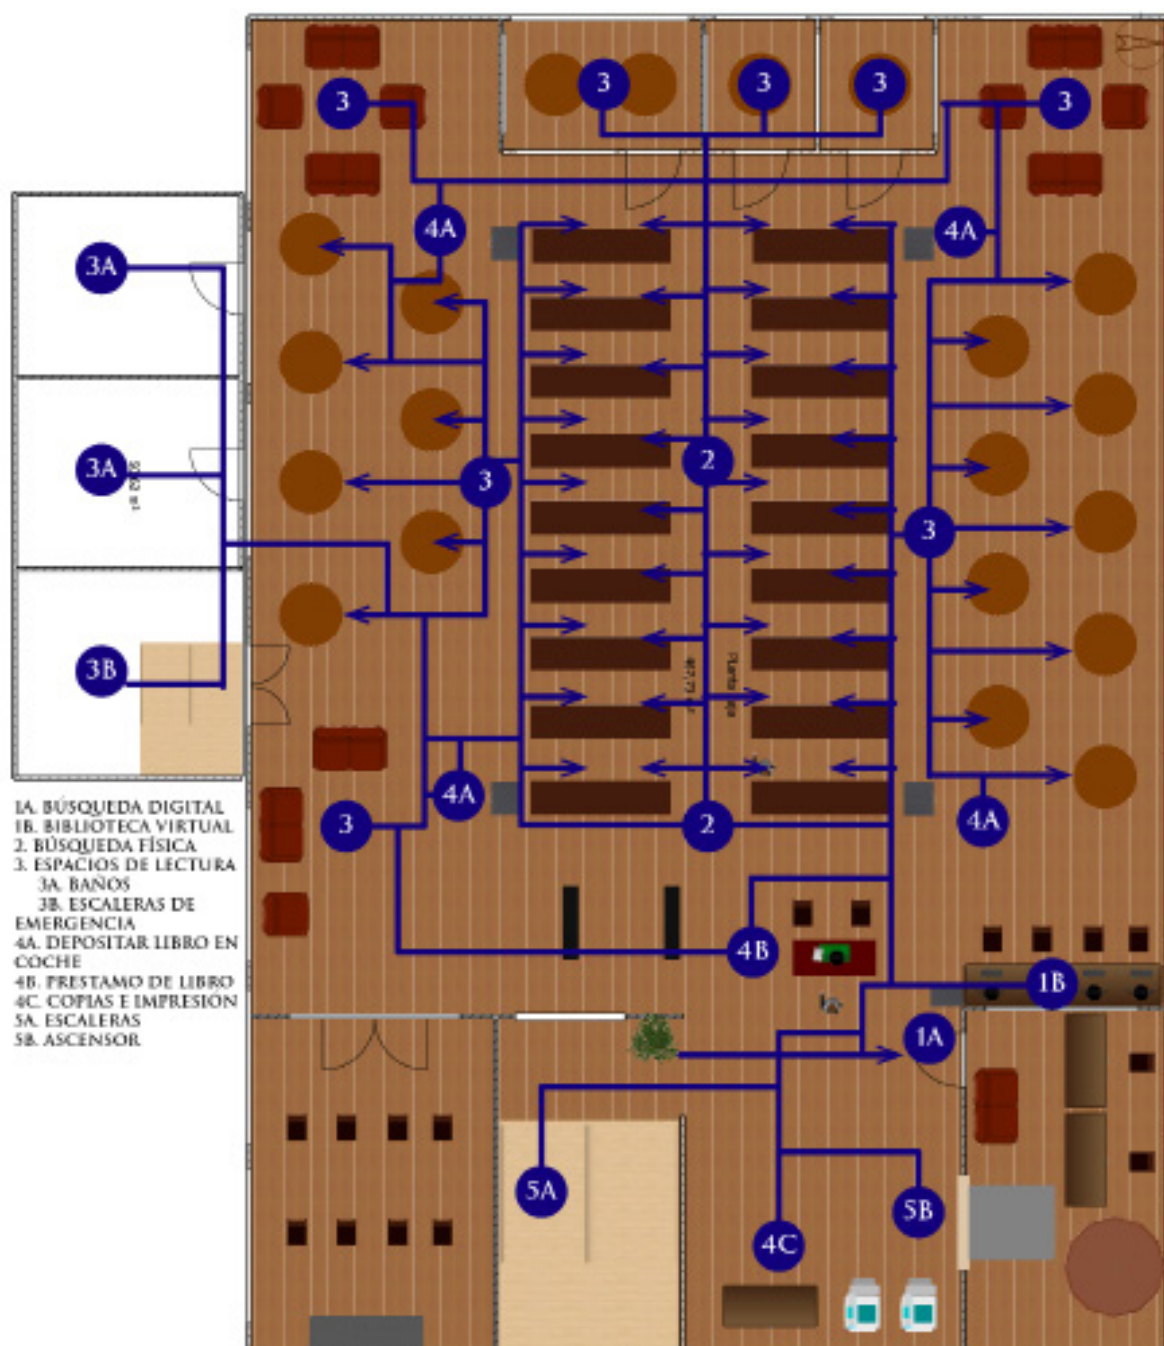 3
3
3
3
3
4A
4A
3A
3A
2
3
3
3B
4A
4A
3
2
4B
1B
1A
5A
5B
4C
1A. BÚSQUEDA DIGITAL
1B. BIBLIOTECA VIRTUAL
2. BÚSQUEDA FÍSICA
3. ESPACIOS DE LECTURA
3A. BAÑOS
3B. ESCALERAS DE
EMERGENCIA
4A. DEPOSITAR LIBRO EN
COCHE
4B. PRESTAMO DE LIBRO
4C. COPIAS E IMPRESIÓN
5A. ESCALERAS
5B. ASCENSOR